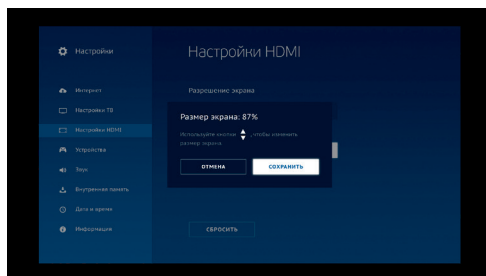 Настройки
Настройки HDMI
Интернет
Настройки ТВ
Настройки HDMI
Устройства
Звук
Внутренняя память
Дата и время
Информация
Разрешение экрана
Размер экрана: 87%
Используйте кнопки , чтобы изменить
размер экрана
ОТМЕНА
СОХРАНИТЬ
СБРОСИТЬ